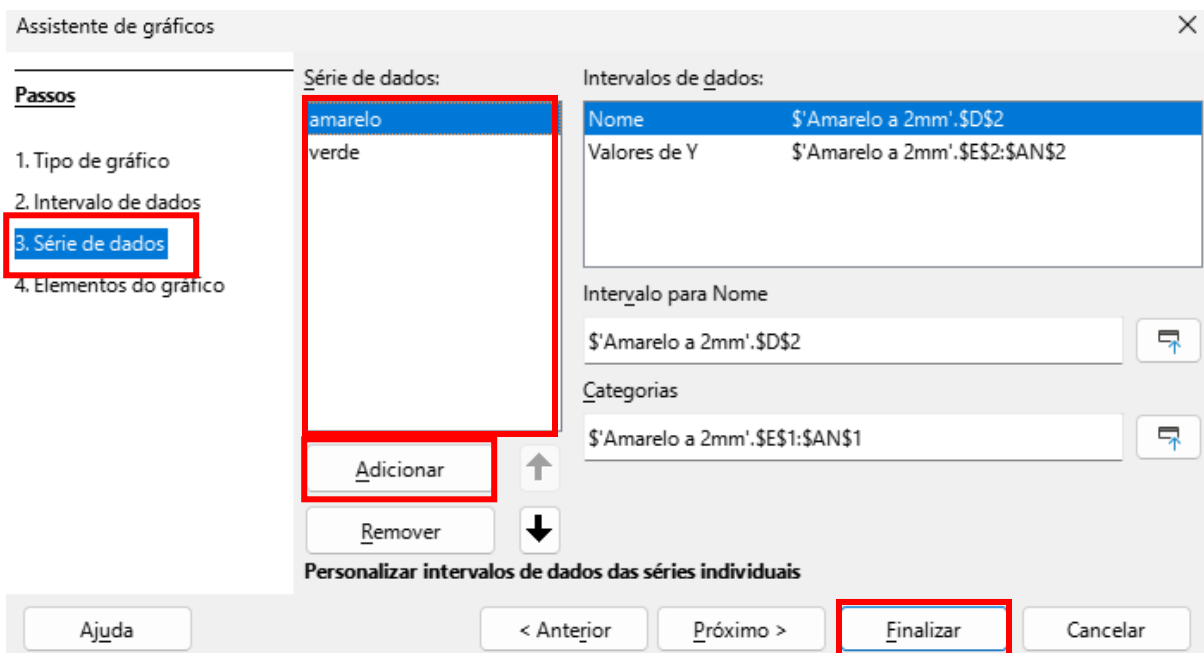 Assistente de gráficos
Passos
1. Tipo de gráfico
2. Intervalo de dados
3. Série de dados
4. Elementos do gráfico
Série de dados:
amarelo
verde
Adicionar
Remover
Intervalos de dados:
Nome $'Amarelo a 2mm'.$D$2
Valores de Y $'Amarelo a 2mm'.$E$2:$AN$2
Intervalo para Nome
$'Amarelo a 2mm'.$D$2
Categorias
$'Amarelo a 2mm'.$E$1:$AN$1
Personalizar intervalos de dados das séries individuais
Ajuda
< Anterior
Próximo >
Finalizar
Cancelar